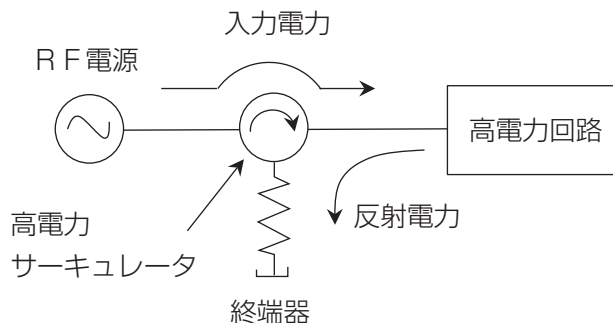 入力電力
ＲＦ電源
高電力回路
反射電力
高電力
サーキュレータ
終端器